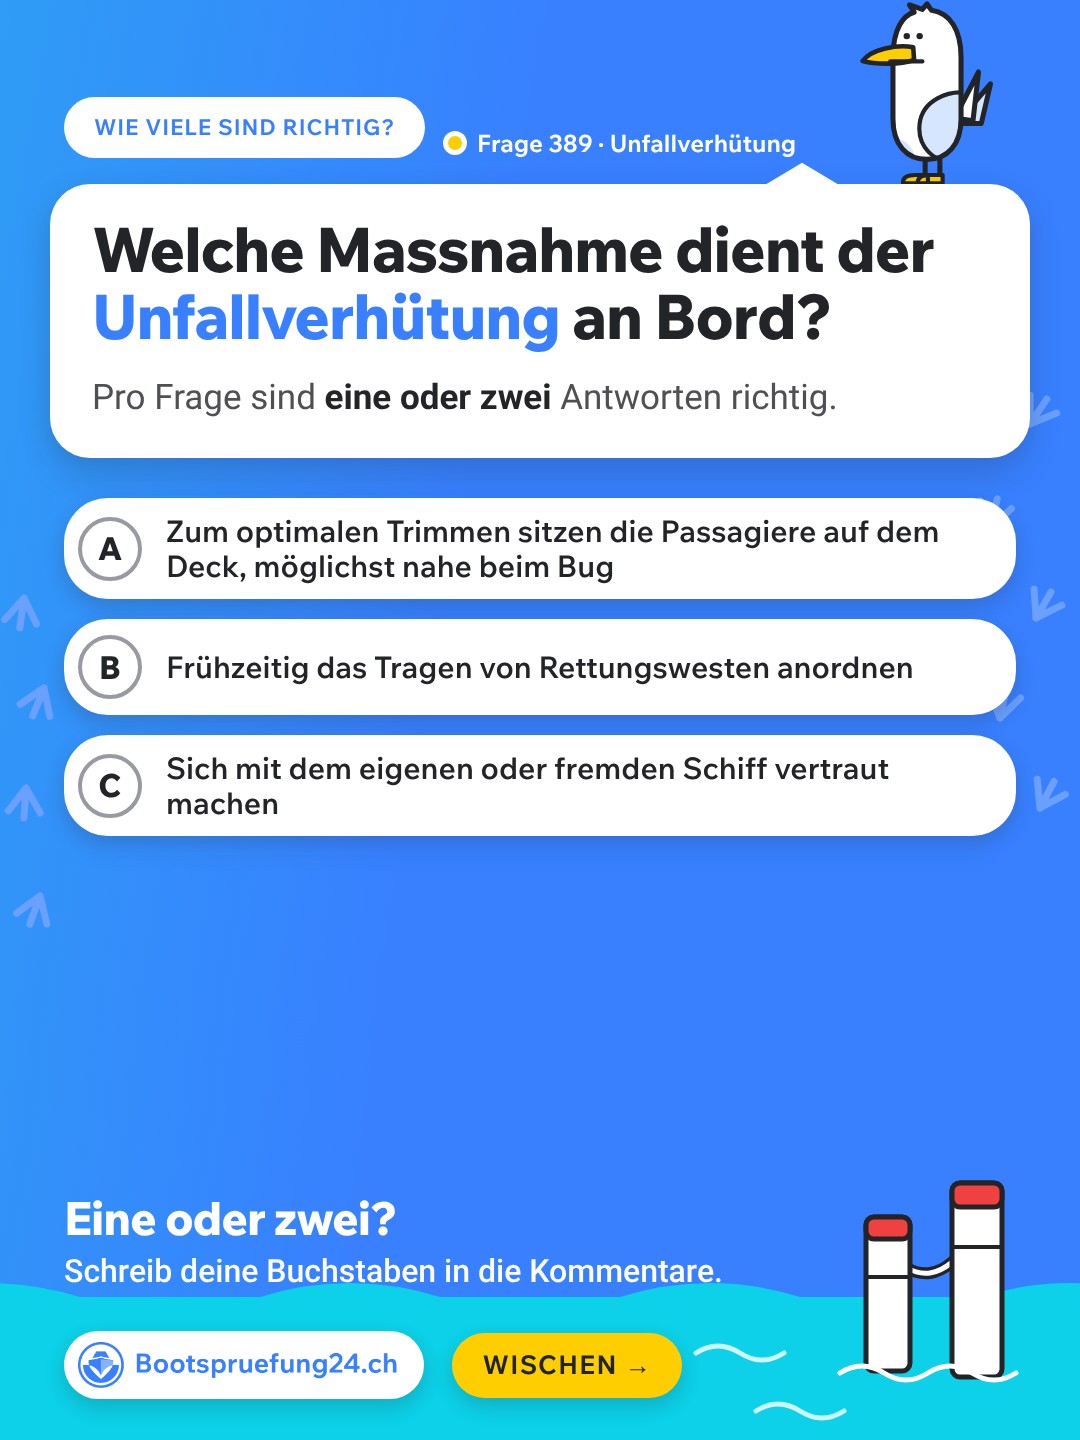 WIE VIELE SIND RICHTIG?
Frage 389 · Unfallverhütung
Welche Massnahme dient der
Unfallverhütung an Bord?
Pro Frage sind eine oder zwei Antworten richtig.
A
Zum optimalen Trimmen sitzen die Passagiere auf dem
Deck, möglichst nahe beim Bug
B
Frühzeitig das Tragen von Rettungswesten anordnen
C
Sich mit dem eigenen oder fremden Schiff vertraut
machen
Eine oder zwei?
Schreib deine Buchstaben in die Kommentare.
Bootspruefung24.ch
WISCHEN →